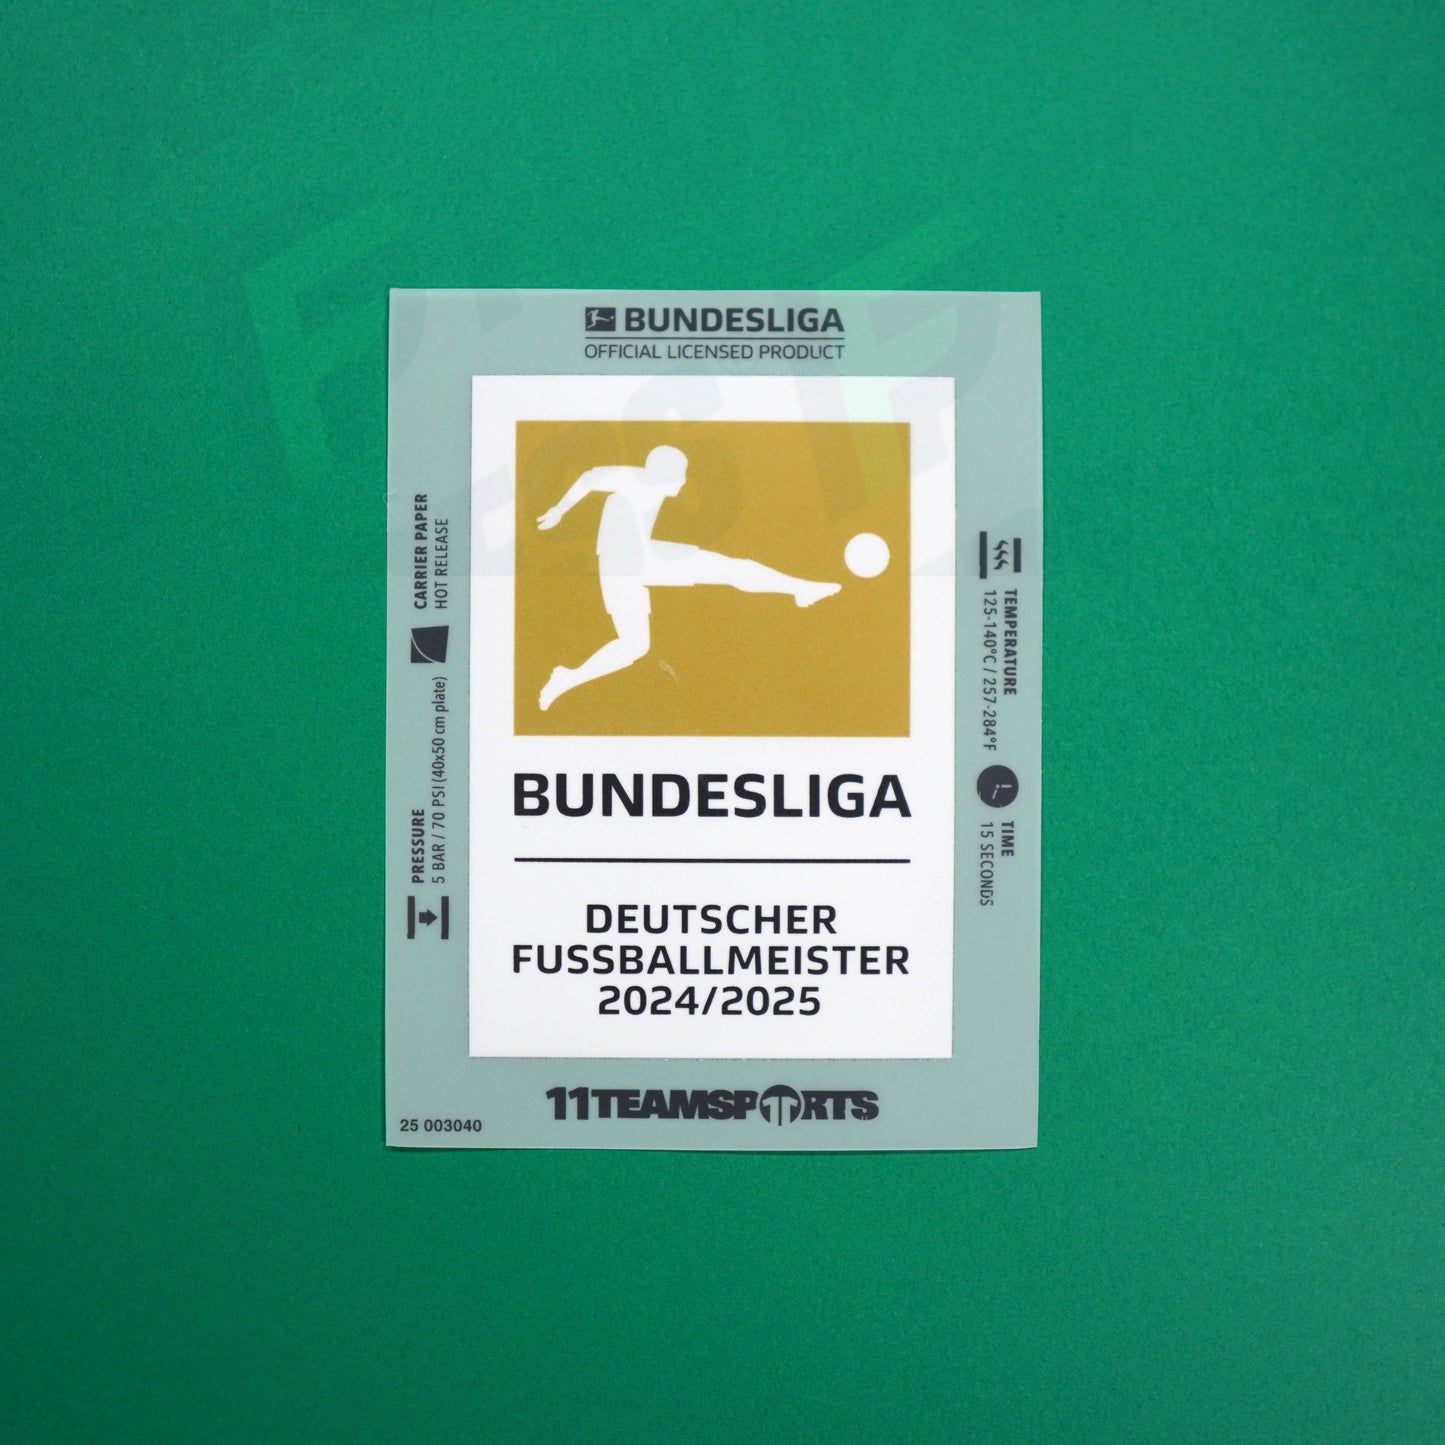 BUNDESLIGA
OFFICIAL LICENSED PRODUCT
CARRIER PAPER
HOT RELEASE
PRESSURE
5 BAR / 70 PSI (40x50 cm plate)
TEMPERATURE
125-140°C / 257-284°F
TIME
15 SECONDS
BUNDESLIGA
DEUTSCHER
FUSSBALLMEISTER
2024/2025
11TEAMSPORTS
25 003040